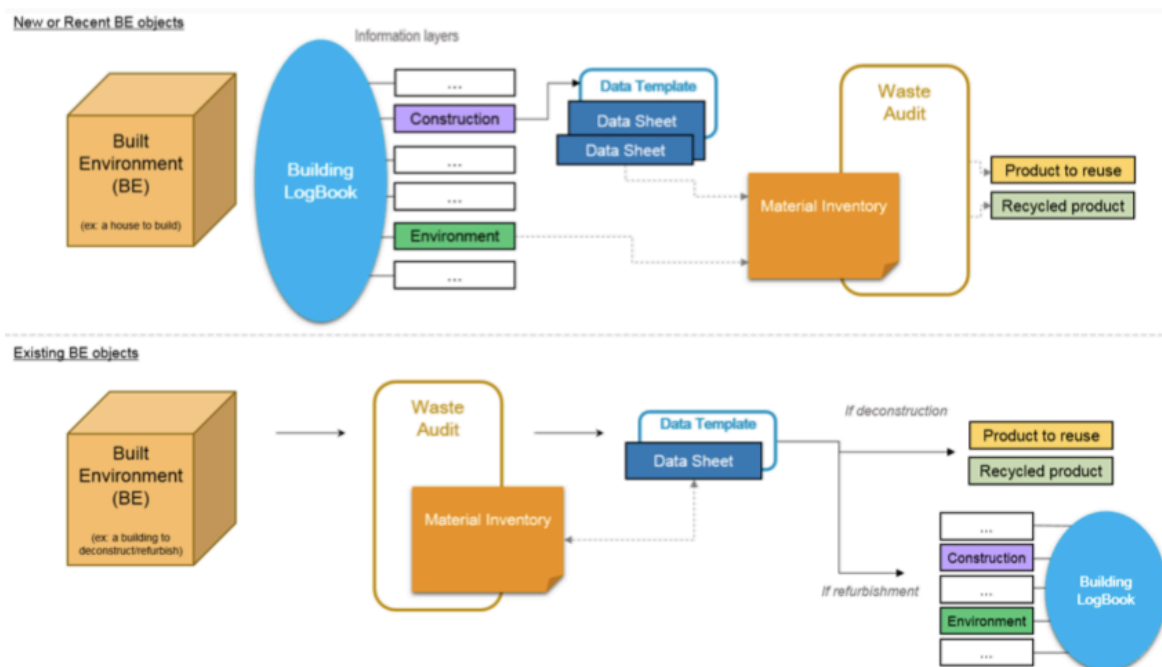 New or Recent BE objects
Information layers
Built
Environment
(BE)
(ex: a house to build)
Building
LogBook
...
Construction
...
...
Environment
...
Data Template
Data Sheet
Data Sheet
Waste
Audit
Material Inventory
Product to reuse
Recycled product
Existing BE objects
Built
Environment
(BE)
(ex: a building to
deconstruct/refurbish)
Waste
Audit
Material Inventory
Data Template
Data Sheet
If deconstruction
Product to reuse
Recycled product
If refurbishment
...
Construction
...
Environment
...
Building
LogBook